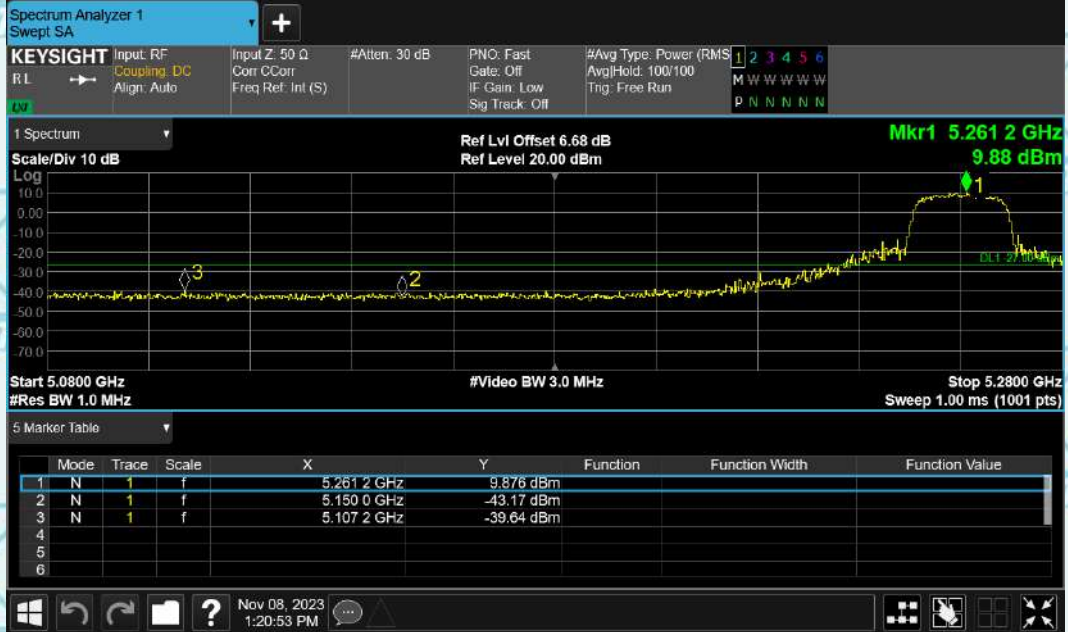 Spectrum Analyzer 1
Swept SA
KEYSIGHT Input: RF Input Z: 50 Ω #Atten: 30 dB PNO: Fast #Avg Type: Power (RMS 1 2 3 4 5 6
RL Coupling: DC Corr CCorr Gate: Off Avg|Hold: 100/100 M W W W W W
Align: Auto Freq Ref: Int (S) IF Gain: Low Trig: Free Run
LXI Sig Track: Off P N N N N N
1 Spectrum Ref Lvl Offset 6.68 dB Mkr1 5.261 2 GHz
Scale/Div 10 dB Ref Level 20.00 dBm 9.88 dBm
Log
1
10.0
0.00
-10.0
-20.0
DL1 -27.00 dBm
-30.0
3
2
-40.0
-50.0
-60.0
-70.0
Start 5.0800 GHz #Video BW 3.0 MHz Stop 5.2800 GHz
#Res BW 1.0 MHz Sweep 1.00 ms (1001 pts)
5 Marker Table
Mode Trace Scale X Y Function Function Width Function Value
1 N 1 f 5.261 2 GHz 9.876 dBm
2 N 1 f 5.150 0 GHz -43.17 dBm
3 N 1 f 5.107 2 GHz -39.64 dBm
4
5
6
? Nov 08, 2023
1:20:53 PM